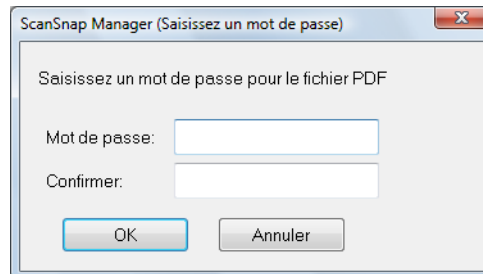 ScanSnap Manager (Saisissez un mot de passe)
Saisissez un mot de passe pour le fichier PDF
Mot de passe:
Confirmer:
OK Annuler